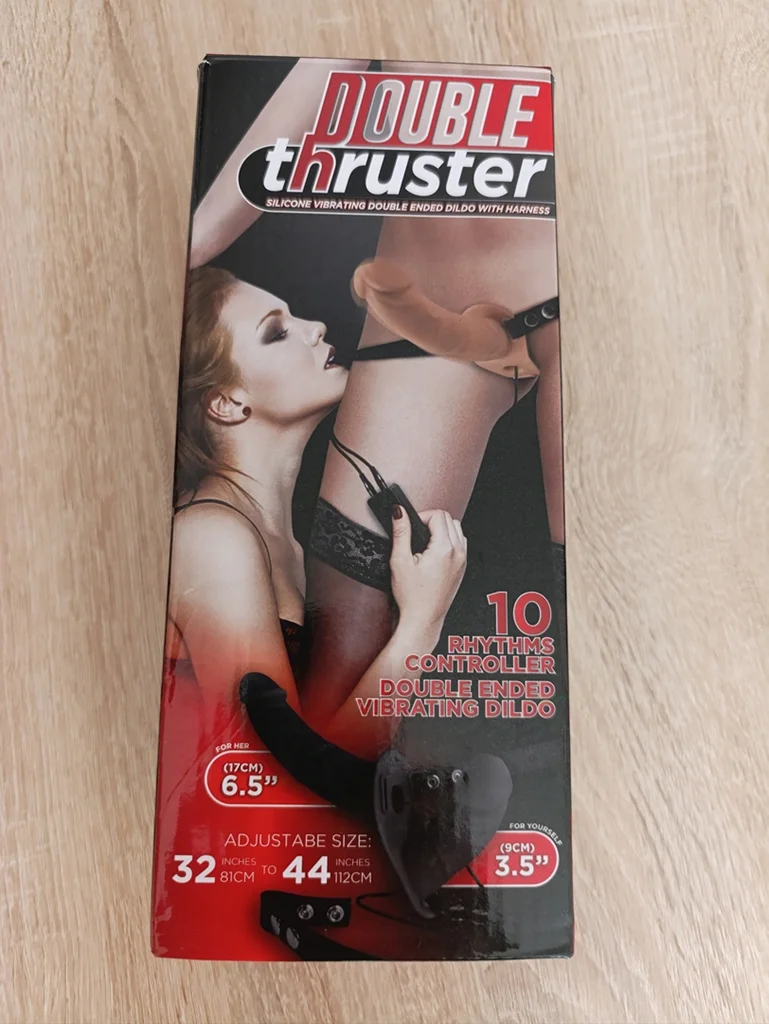 DOUBLE
thruster
SILICONE VIBRATING DOUBLE ENDED DILDO WITH HARNESS
10
RHYTHMS
CONTROLLER
DOUBLE ENDED
VIBRATING DILDO
FOR HER
(17CM)
6.5”
ADJUSTABE SIZE:
32 INCHES 81CM TO 44 INCHES 112CM
FOR YOURSELF
(9CM)
3.5”